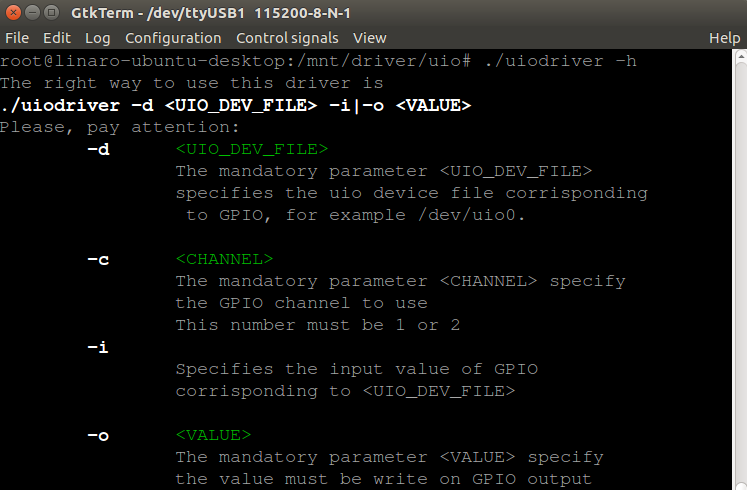 GtkTerm - /dev/ttyUSB1 115200-8-N-1
File Edit Log Configuration Control signals View Help
root@linaro-ubuntu-desktop:/mnt/driver/uio# ./uiodriver -h
The right way to use this driver is
./uiodriver -d <UIO_DEV_FILE> -i|-o <VALUE>
Please, pay attention:
-d <UIO_DEV_FILE>
The mandatory parameter <UIO_DEV_FILE>
specifies the uio device file corrisponding
to GPIO, for example /dev/uio0.
-c <CHANNEL>
The mandatory parameter <CHANNEL> specify
the GPIO channel to use
This number must be 1 or 2
-i
Specifies the input value of GPIO
corrisponding to <UIO_DEV_FILE>
-o <VALUE>
The mandatory parameter <VALUE> specify
the value must be write on GPIO output